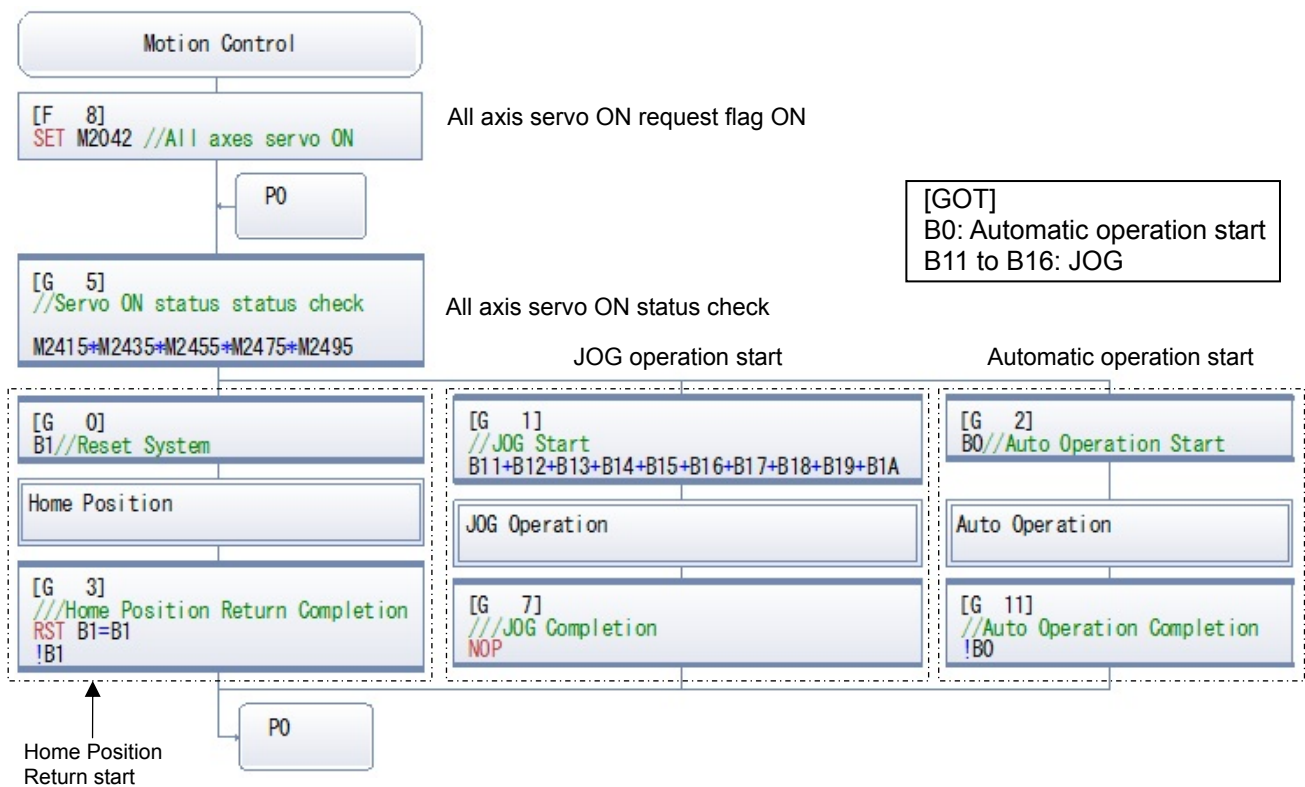 Motion Control
[F   8]
SET M2042 //All axes servo ON
All axis servo ON request flag ON
P0
[GOT]
B0: Automatic operation start
B11 to B16: JOG
[G   5]
//Servo ON status status check
M2415*M2435*M2455*M2475*M2495
All axis servo ON status check
JOG operation start
Automatic operation start
[G   0]
B1//Reset System
Home Position
[G   3]
///Home Position Return Completion
RST B1=B1
!B1
[G   1]
//JOG Start
B11+B12+B13+B14+B15+B16+B17+B18+B19+B1A
JOG Operation
[G   7]
///JOG Completion
NOP
[G   2]
B0//Auto Operation Start
Auto Operation
[G  11]
//Auto Operation Completion
!B0
P0
Home Position
Return start